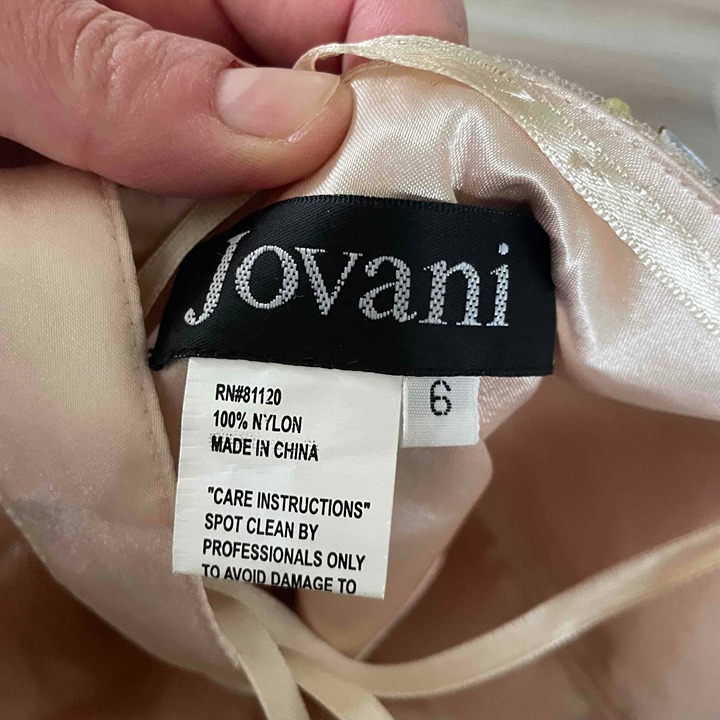 Jovani
6
RN#81120
100% NYLON
MADE IN CHINA
"CARE INSTRUCTIONS"
SPOT CLEAN BY
PROFESSIONALS ONLY
TO AVOID DAMAGE TO